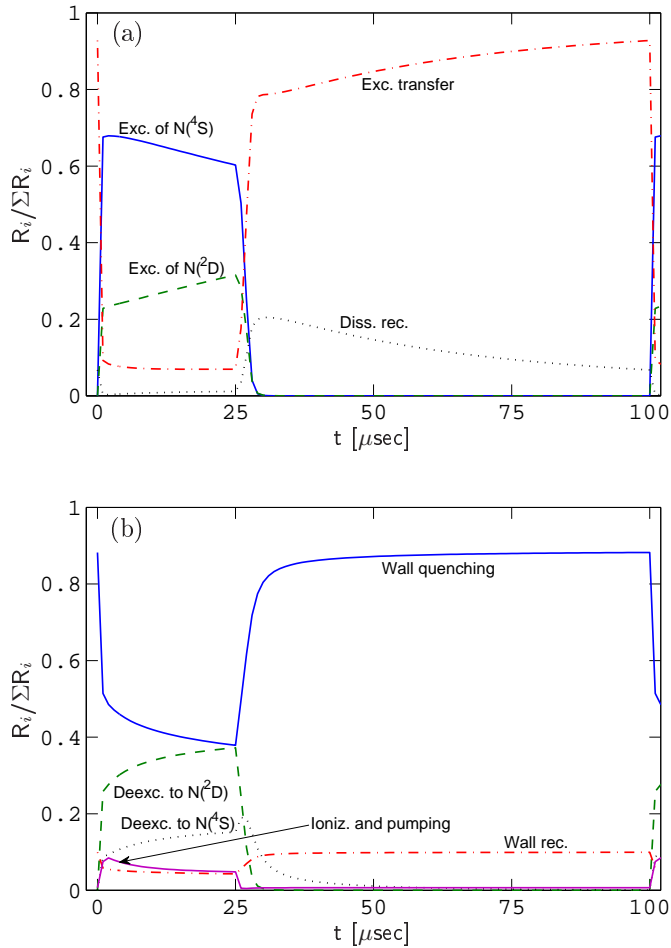 (a)
1
0.8
0.6
0.4
0.2
0
R_i/ΣR_i
Exc. transfer
Exc. of N(⁴S)
Exc. of N(²D)
Diss. rec.
0 25 50 75 100
t [μsec]
(b)
1
0.8
0.6
0.4
0.2
0
R_i/ΣR_i
Wall quenching
Deexc. to N(²D)
Deexc. to N(⁴S)
Ioniz. and pumping
Wall rec.
0 25 50 75 100
t [μsec]